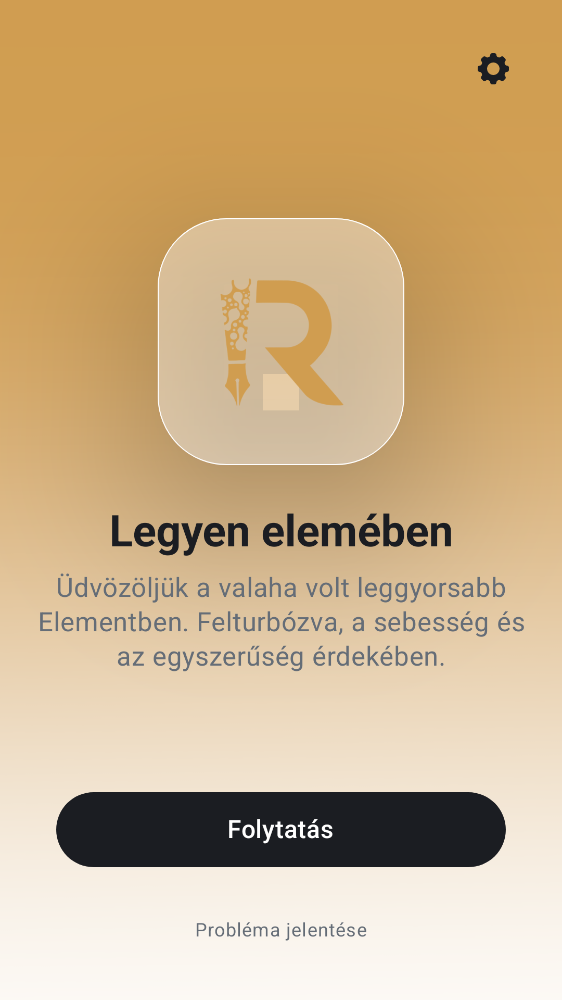 R
Legyen elemében
Üdvözöljük a valaha volt leggyorsabb
Elementben. Felturbózva, a sebesség és
az egyszerűség érdekében.
Folytatás
Probléma jelentése